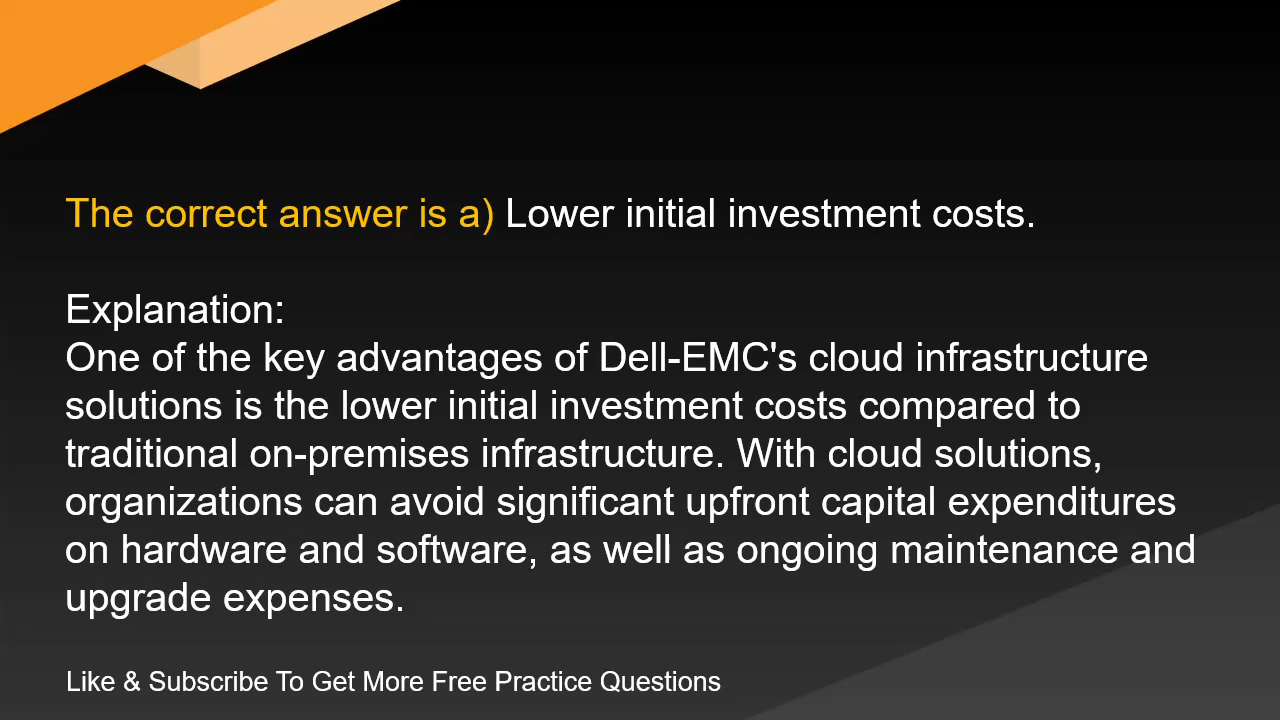 The correct answer is a) Lower initial investment costs.
Explanation:
One of the key advantages of Dell-EMC's cloud infrastructure
solutions is the lower initial investment costs compared to
traditional on-premises infrastructure. With cloud solutions,
organizations can avoid significant upfront capital expenditures
on hardware and software, as well as ongoing maintenance and
upgrade expenses.
Like & Subscribe To Get More Free Practice Questions